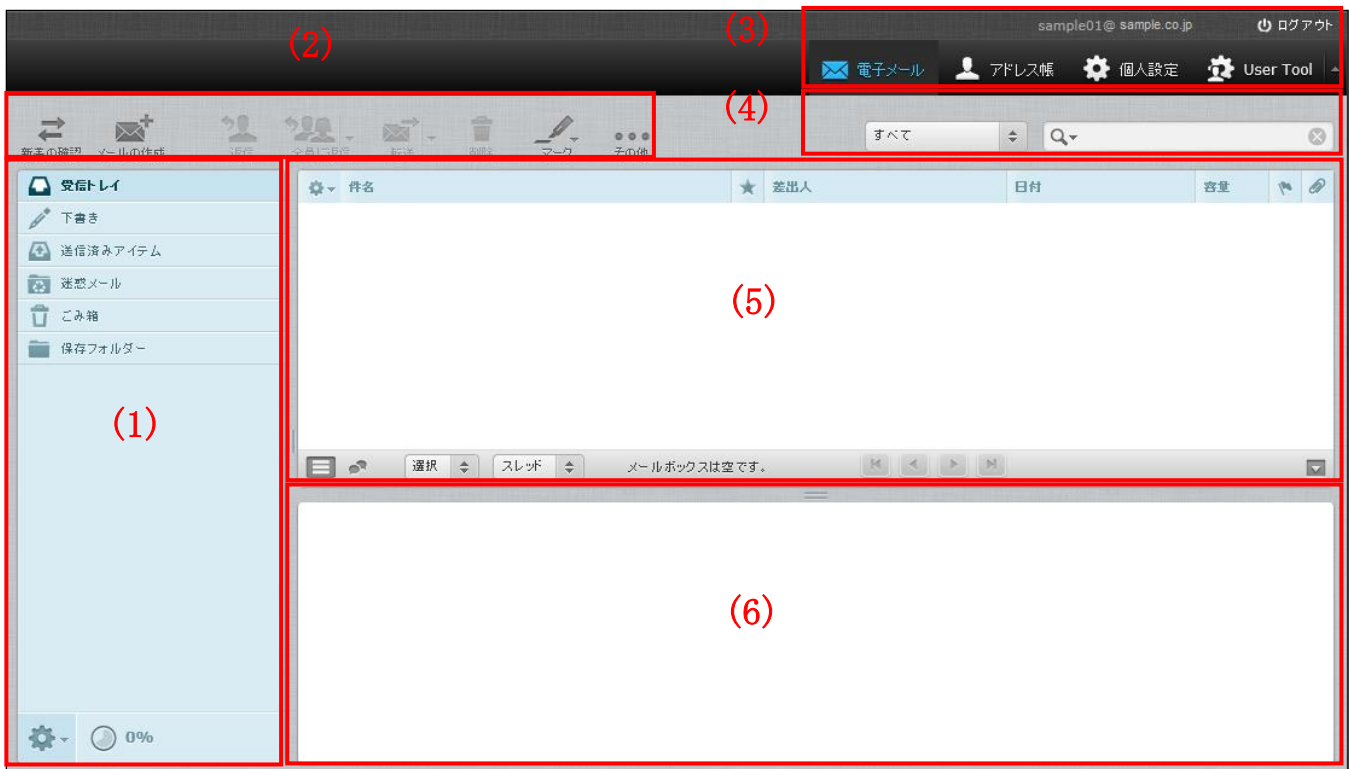 (2)
(3)
sample01@ sample.co.jp ログアウト
電子メール アドレス帳 個人設定 User Tool
(4)
新着の確認 メールの作成 返信 全員に返信 転送 削除 マーク その他
すべて
受信トレイ
下書き
送信済みアイテム
迷惑メール
ごみ箱
保存フォルダー
(1)
0%
件名 差出人 日付 容量
(5)
選択 スレッド メールボックスは空です。
(6)